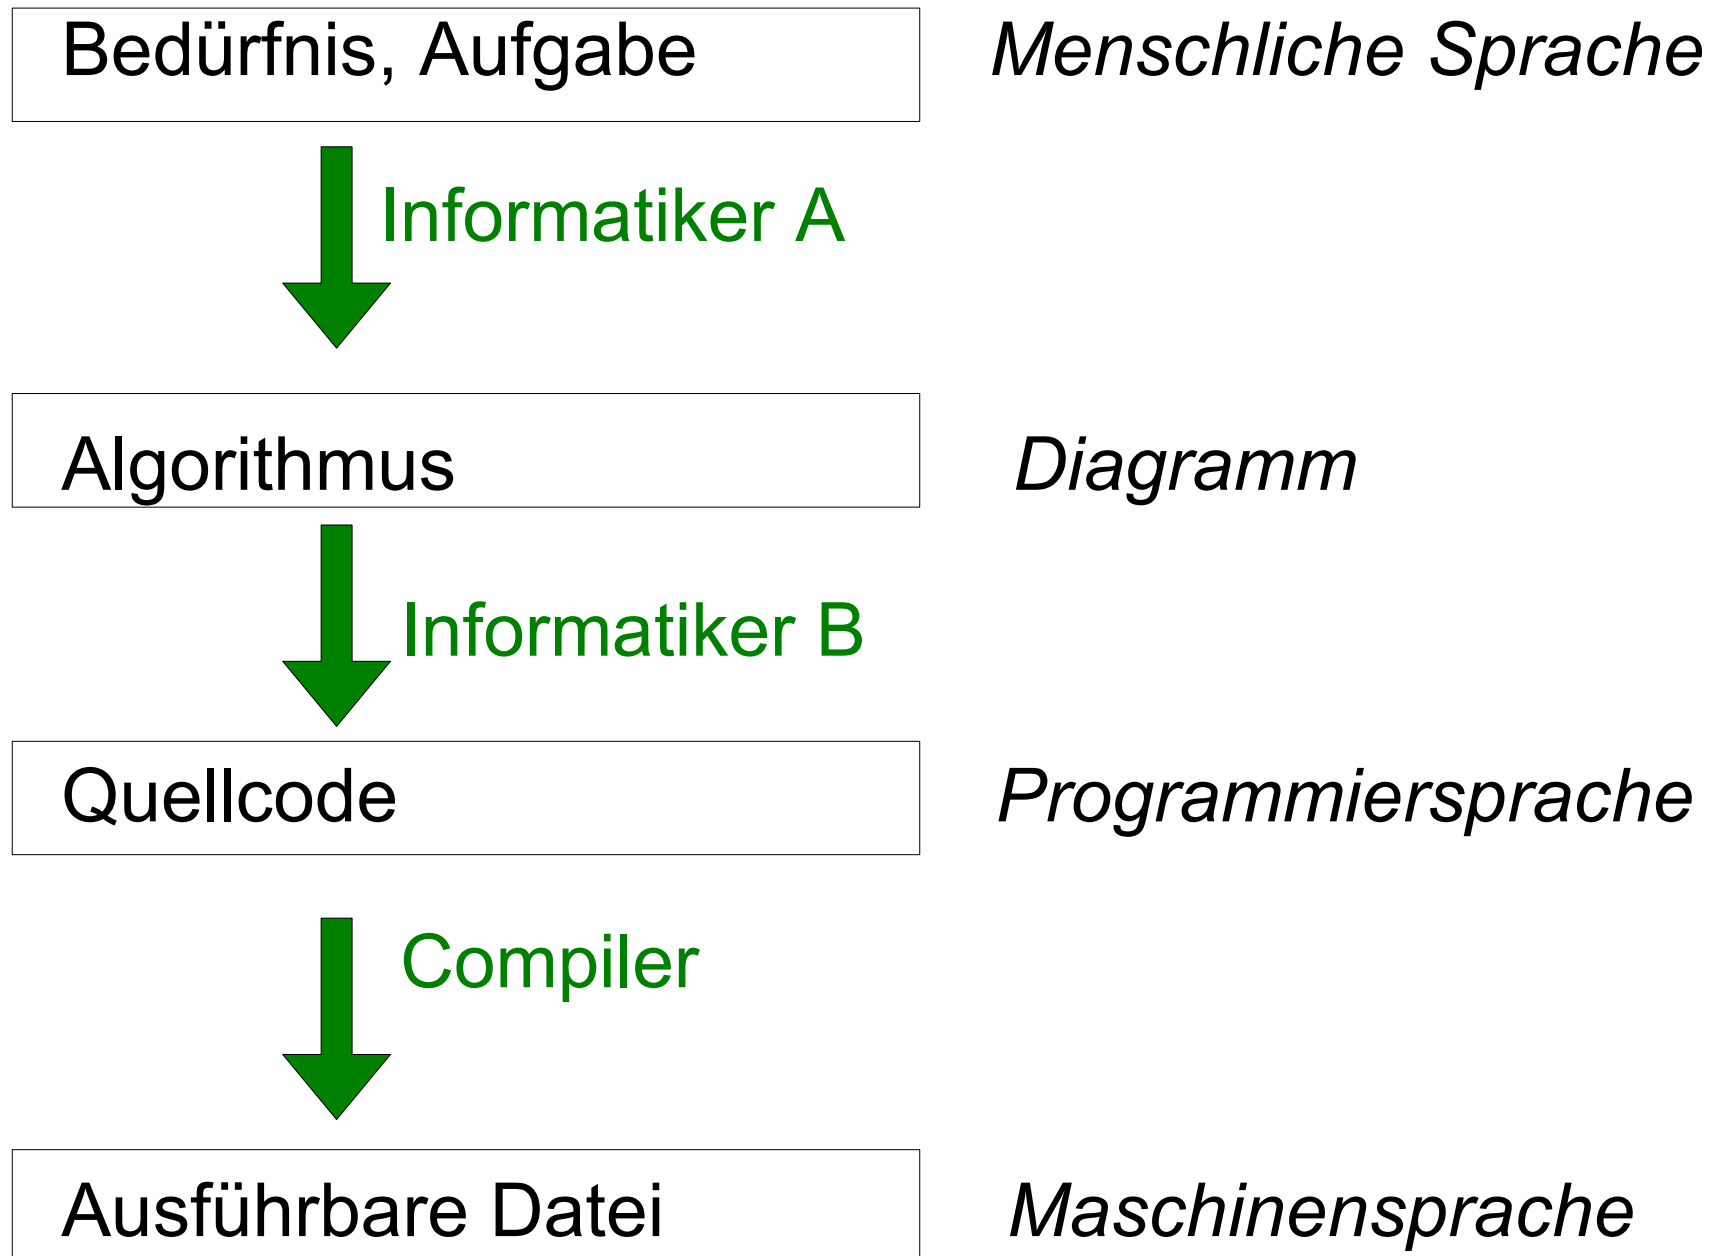 Bedürfnis, Aufgabe
Menschliche Sprache
Informatiker A
Algorithmus
Diagramm
Informatiker B
Quellcode
Programmiersprache
Compiler
Ausführbare Datei
Maschinensprache